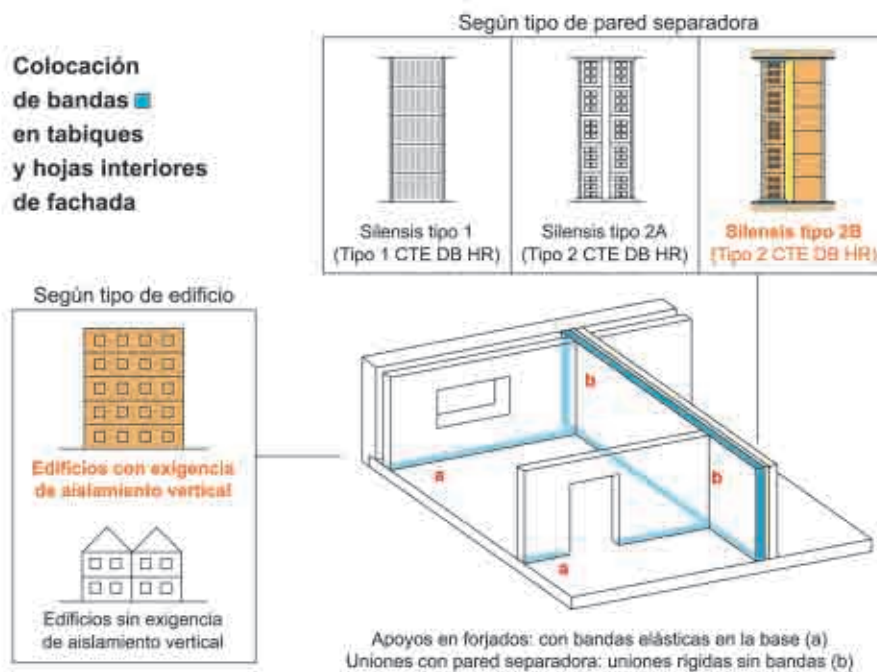 Según tipo de pared separadora
Colocación
de bandas
en tabiques
y hojas interiores
de fachada
Silensis tipo 1
(Tipo 1 CTE DB HR)
Silensis tipo 2A
(Tipo 2 CTE DB HR)
Silensis tipo 2B
(Tipo 2 CTE DB HR)
Según tipo de edificio
Edificios con exigencia
de aislamiento vertical
Edificios sin exigencia
de aislamiento vertical
b
a
b
a
Apoyos en forjados: con bandas elásticas en la base (a)
Uniones con pared separadora: uniones rígidas sin bandas (b)